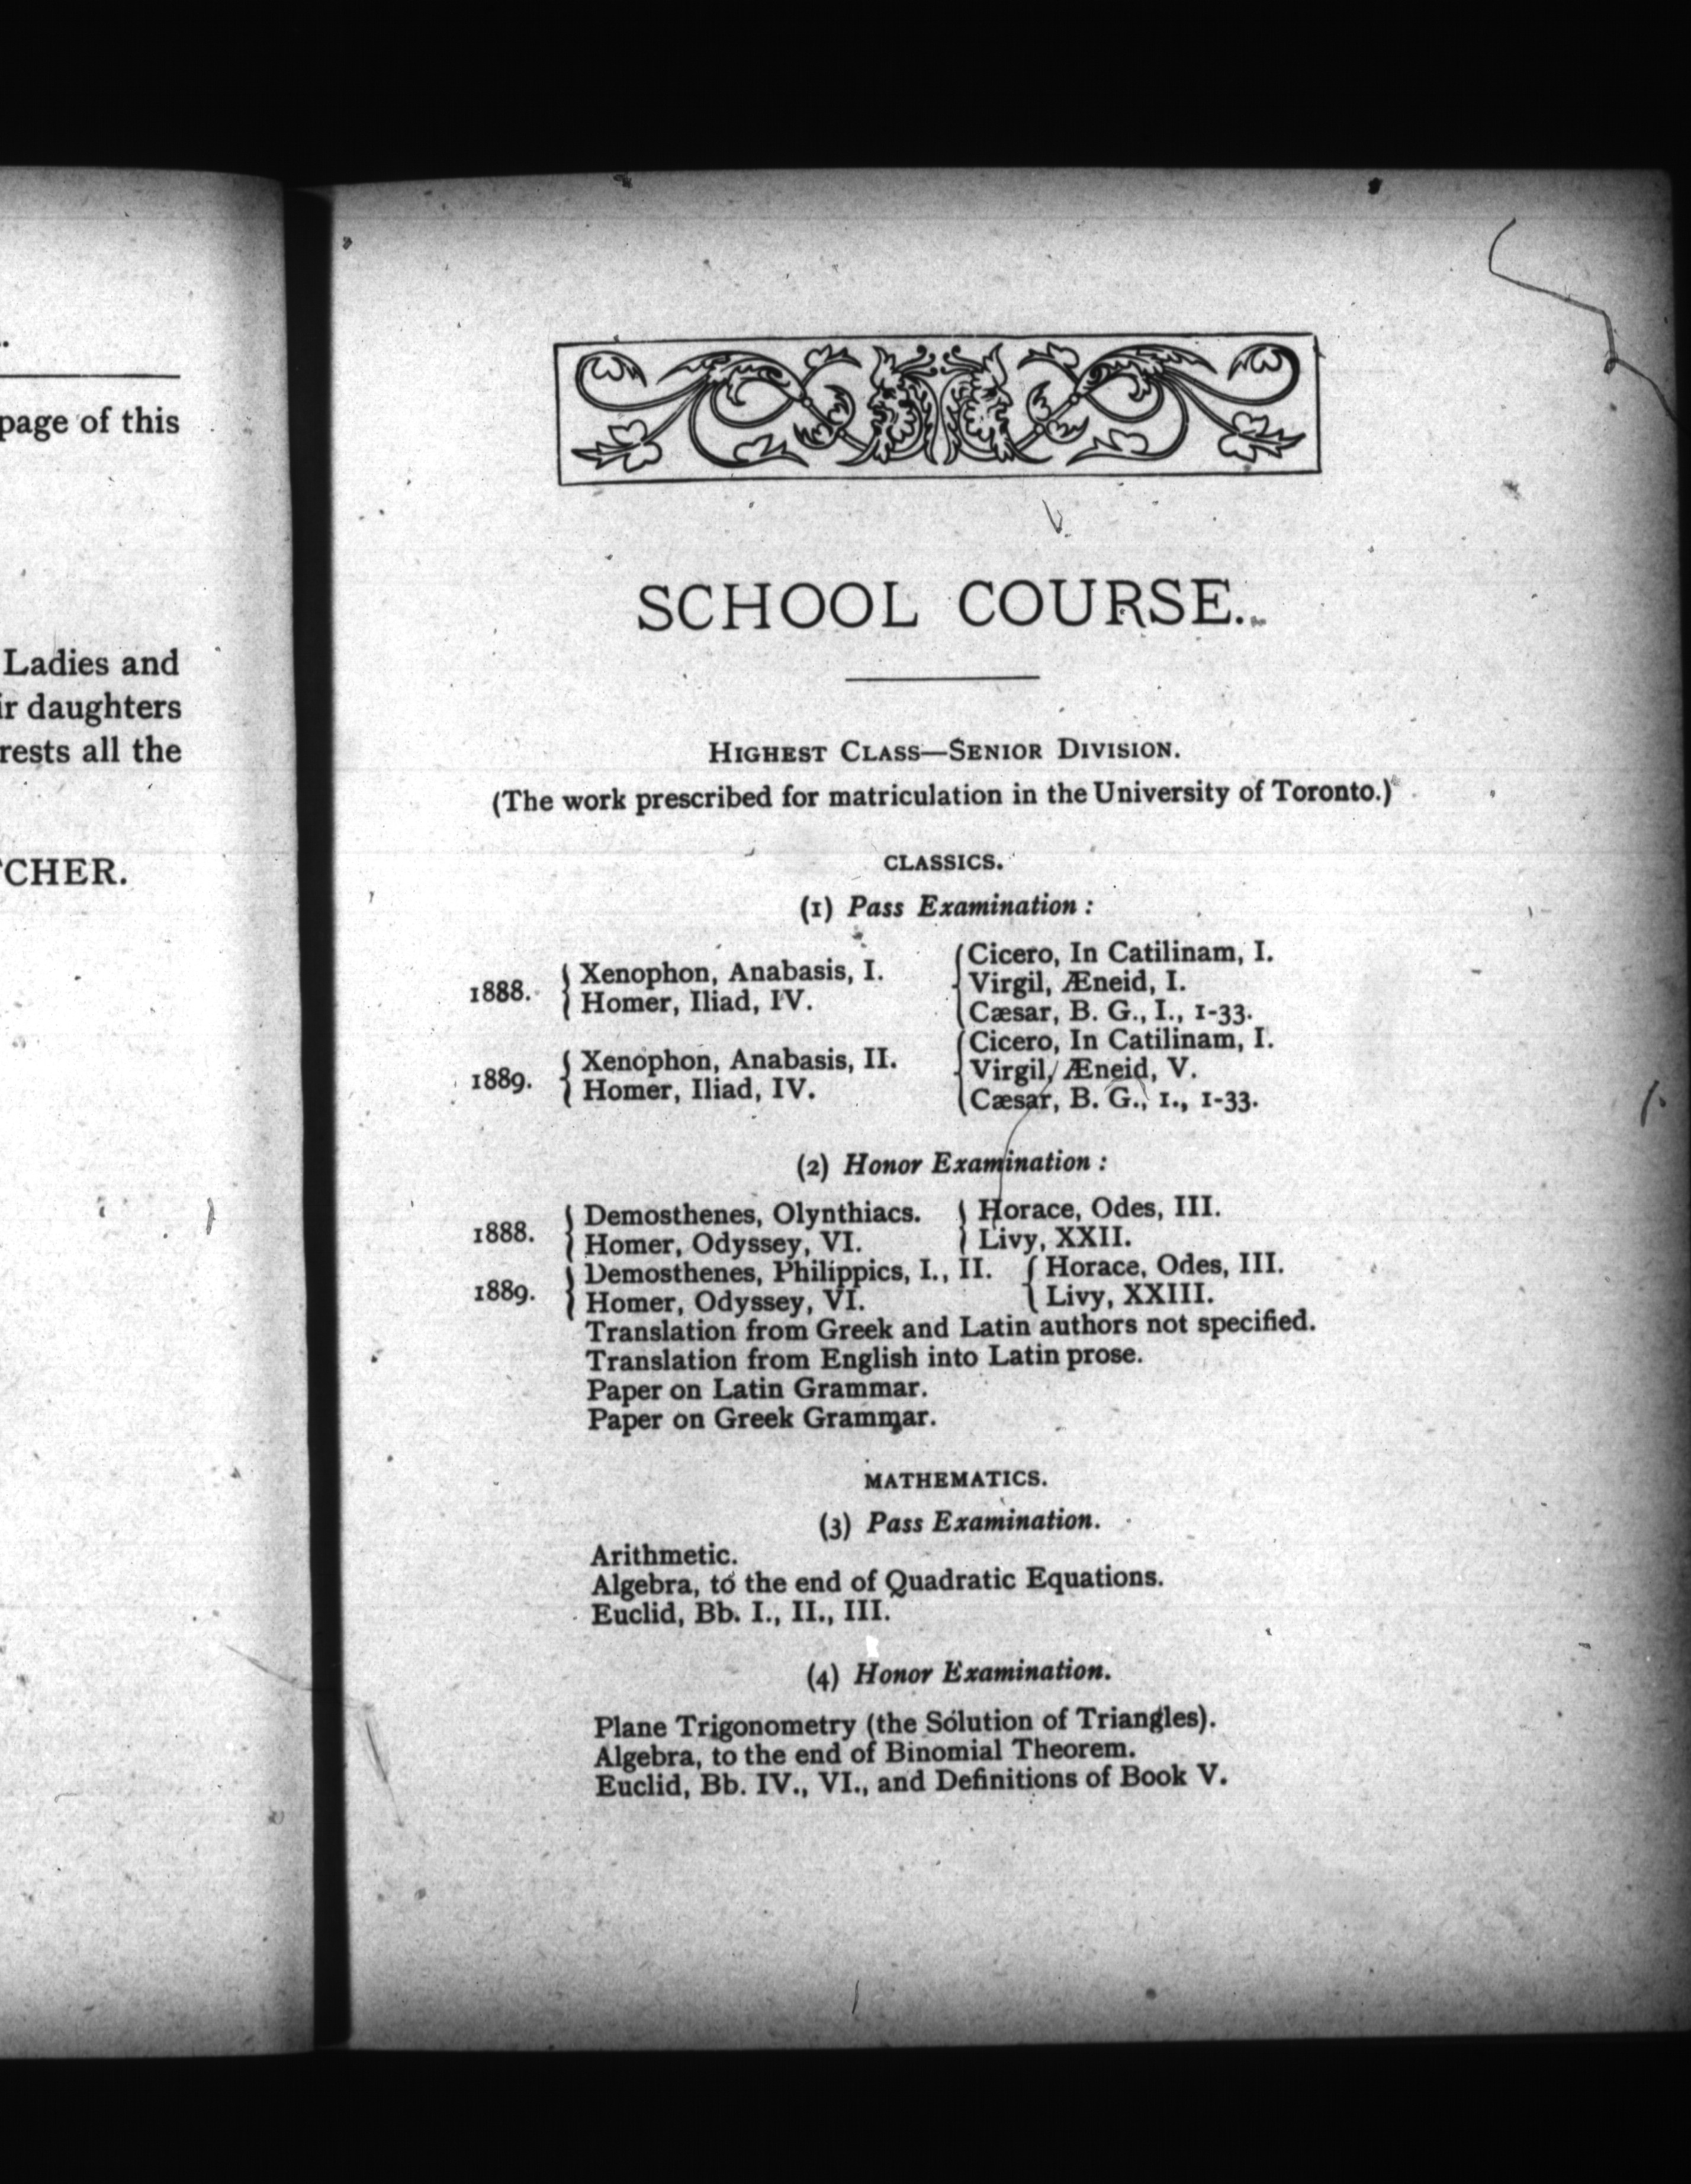 page of this
Ladies and
daughters
all the
SCHOOL COURSE.
HIGHEST CLASS—SENIOR DIVISION.
(The work prescribed for matriculation in the University of Toronto.)
CLASSICS.
(1) Pass Examination :
1888. { Xenophon, Anabasis, I. { Cicero, In Catilinam, I.
Homer, Iliad, IV. Virgil, Æneid, I.
Cæsar, B. G., I., 1-33.
1889. { Xenophon, Anabasis, II. { Cicero, In Catilinam, I.
Homer, Iliad, IV. Virgil, Æneid, V.
Cæsar, B. G., I., 1-33.
(2) Honor Examination :
1888. { Demosthenes, Olynthiacs. { Horace, Odes, III.
Homer, Odyssey, VI. Livy, XXII.
1889. { Demosthenes, Philippics, I., II. { Horace, Odes, III.
Homer, Odyssey, VI. Livy, XXIII.
Translation from Greek and Latin authors not specified.
Translation from English into Latin prose.
Paper on Latin Grammar.
Paper on Greek Grammar.
MATHEMATICS.
(3) Pass Examination.
Arithmetic.
Algebra, to the end of Quadratic Equations.
Euclid, Bb. I., II., III.
(4) Honor Examination.
Plane Trigonometry (the Solution of Triangles).
Algebra, to the end of Binomial Theorem.
Euclid, Bb. IV., VI., and Definitions of Book V.